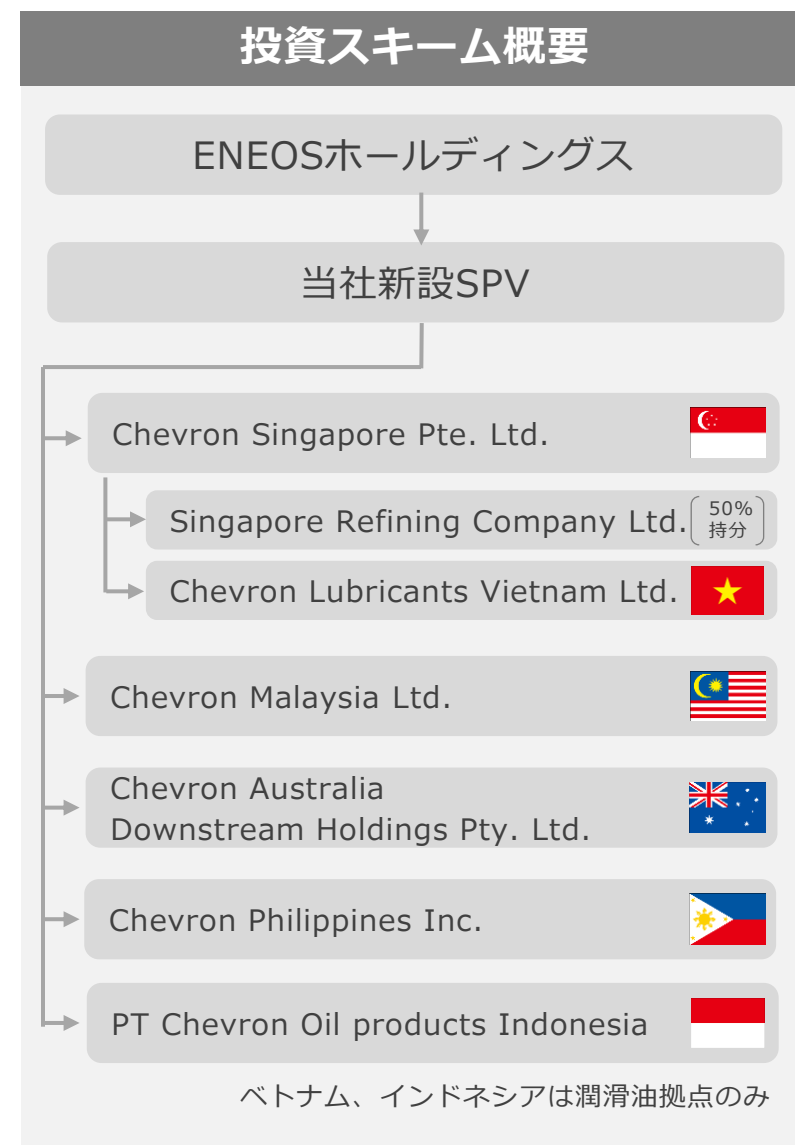 投資スキーム概要
ENEOSホールディングス
当社新設SPV
Chevron Singapore Pte. Ltd.
Singapore Refining Company Ltd.
50%
持分
Chevron Lubricants Vietnam Ltd.
Chevron Malaysia Ltd.
Chevron Australia
Downstream Holdings Pty. Ltd.
Chevron Philippines Inc.
PT Chevron Oil products Indonesia
ベトナム、インドネシアは潤滑油拠点のみ